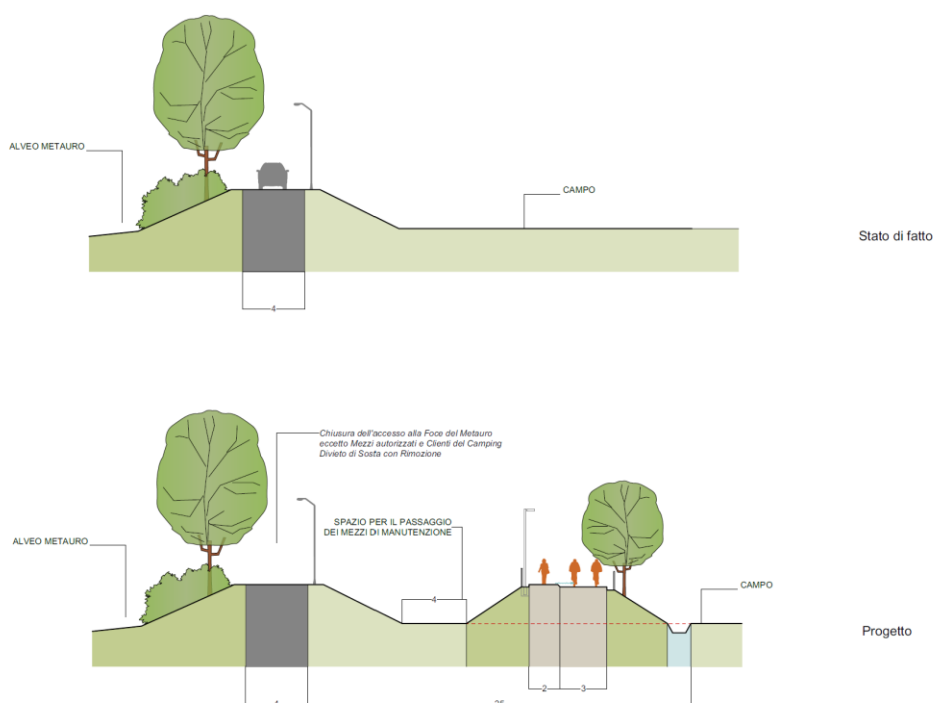 ALVEO METAURO
CAMPO
Stato di fatto
4
Chiusura dell'accesso alla Foce del Metauro
eccetto Mezzi autorizzati e Clienti del Camping
Divieto di Sosta con Rimozione
SPAZIO PER IL PASSAGGIO
DEI MEZZI DI MANUTENZIONE
ALVEO METAURO
4
CAMPO
Progetto
2
3